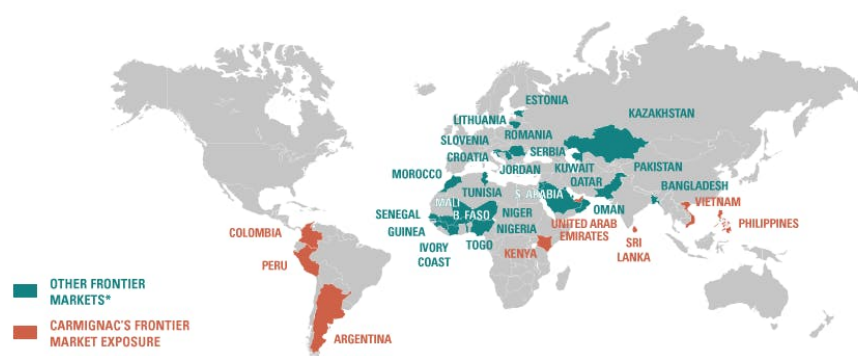 ESTONIA
LITHUANIA
KAZAKHSTAN
SLOVENIA
ROMANIA
CROATIA
SERBIA
MOROCCO
JORDAN
KUWAIT
PAKISTAN
TUNISIA
S. ARABIA
QATAR
BANGLADESH
MALI
SENEGAL
B. FASO
NIGER
OMAN
VIETNAM
COLOMBIA
GUINEA
NIGERIA
UNITED ARAB
EMIRATES
PHILIPPINES
IVORY
COAST
TOGO
KENYA
SRI
LANKA
PERU
OTHER FRONTIER
MARKETS*
CARMIGNAC'S FRONTIER
MARKET EXPOSURE
ARGENTINA